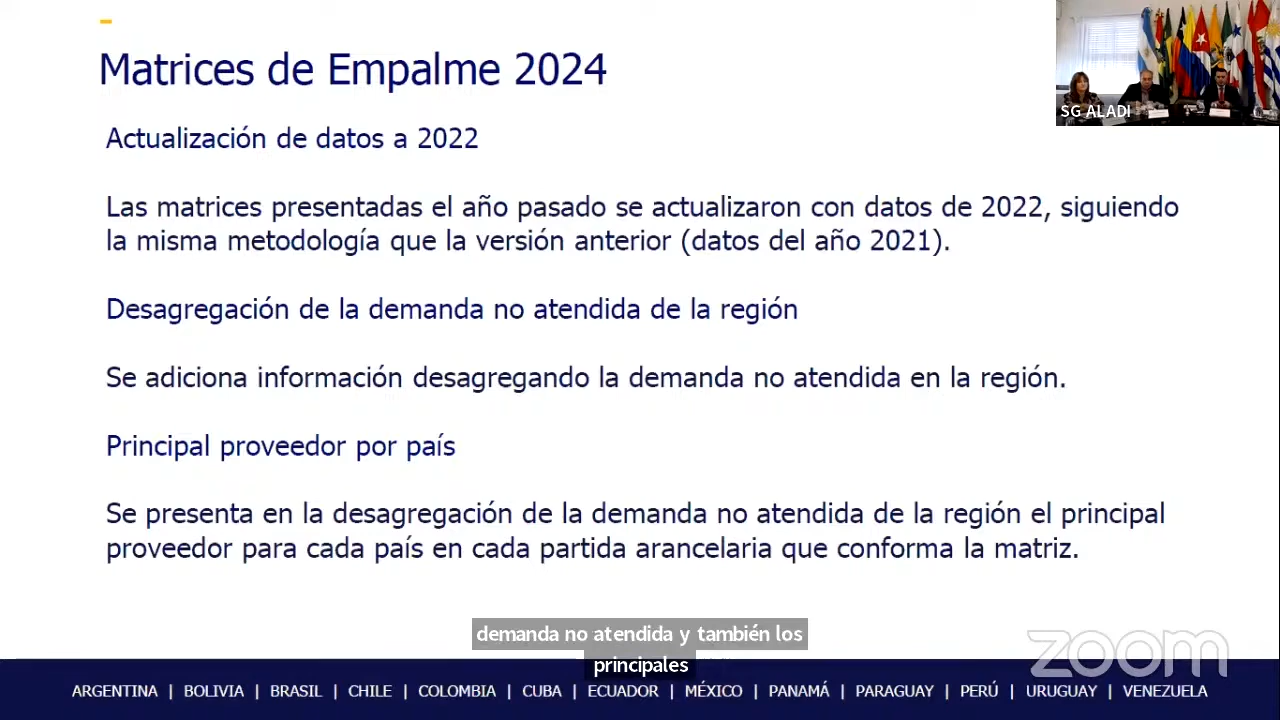 Matrices de Empalme 2024
SG ALADI
Actualización de datos a 2022
Las matrices presentadas el año pasado se actualizaron con datos de 2022, siguiendo
la misma metodología que la versión anterior (datos del año 2021).
Desagregación de la demanda no atendida de la región
Se adiciona información desagregando la demanda no atendida en la región.
Principal proveedor por país
Se presenta en la desagregación de la demanda no atendida de la región el principal
proveedor para cada país en cada partida arancelaria que conforma la matriz.
demanda no atendida y también los
principales
zoom
ARGENTINA | BOLIVIA | BRASIL | CHILE | COLOMBIA | CUBA | ECUADOR | MÉXICO | PANAMÁ | PARAGUAY | PERÚ | URUGUAY | VENEZUELA